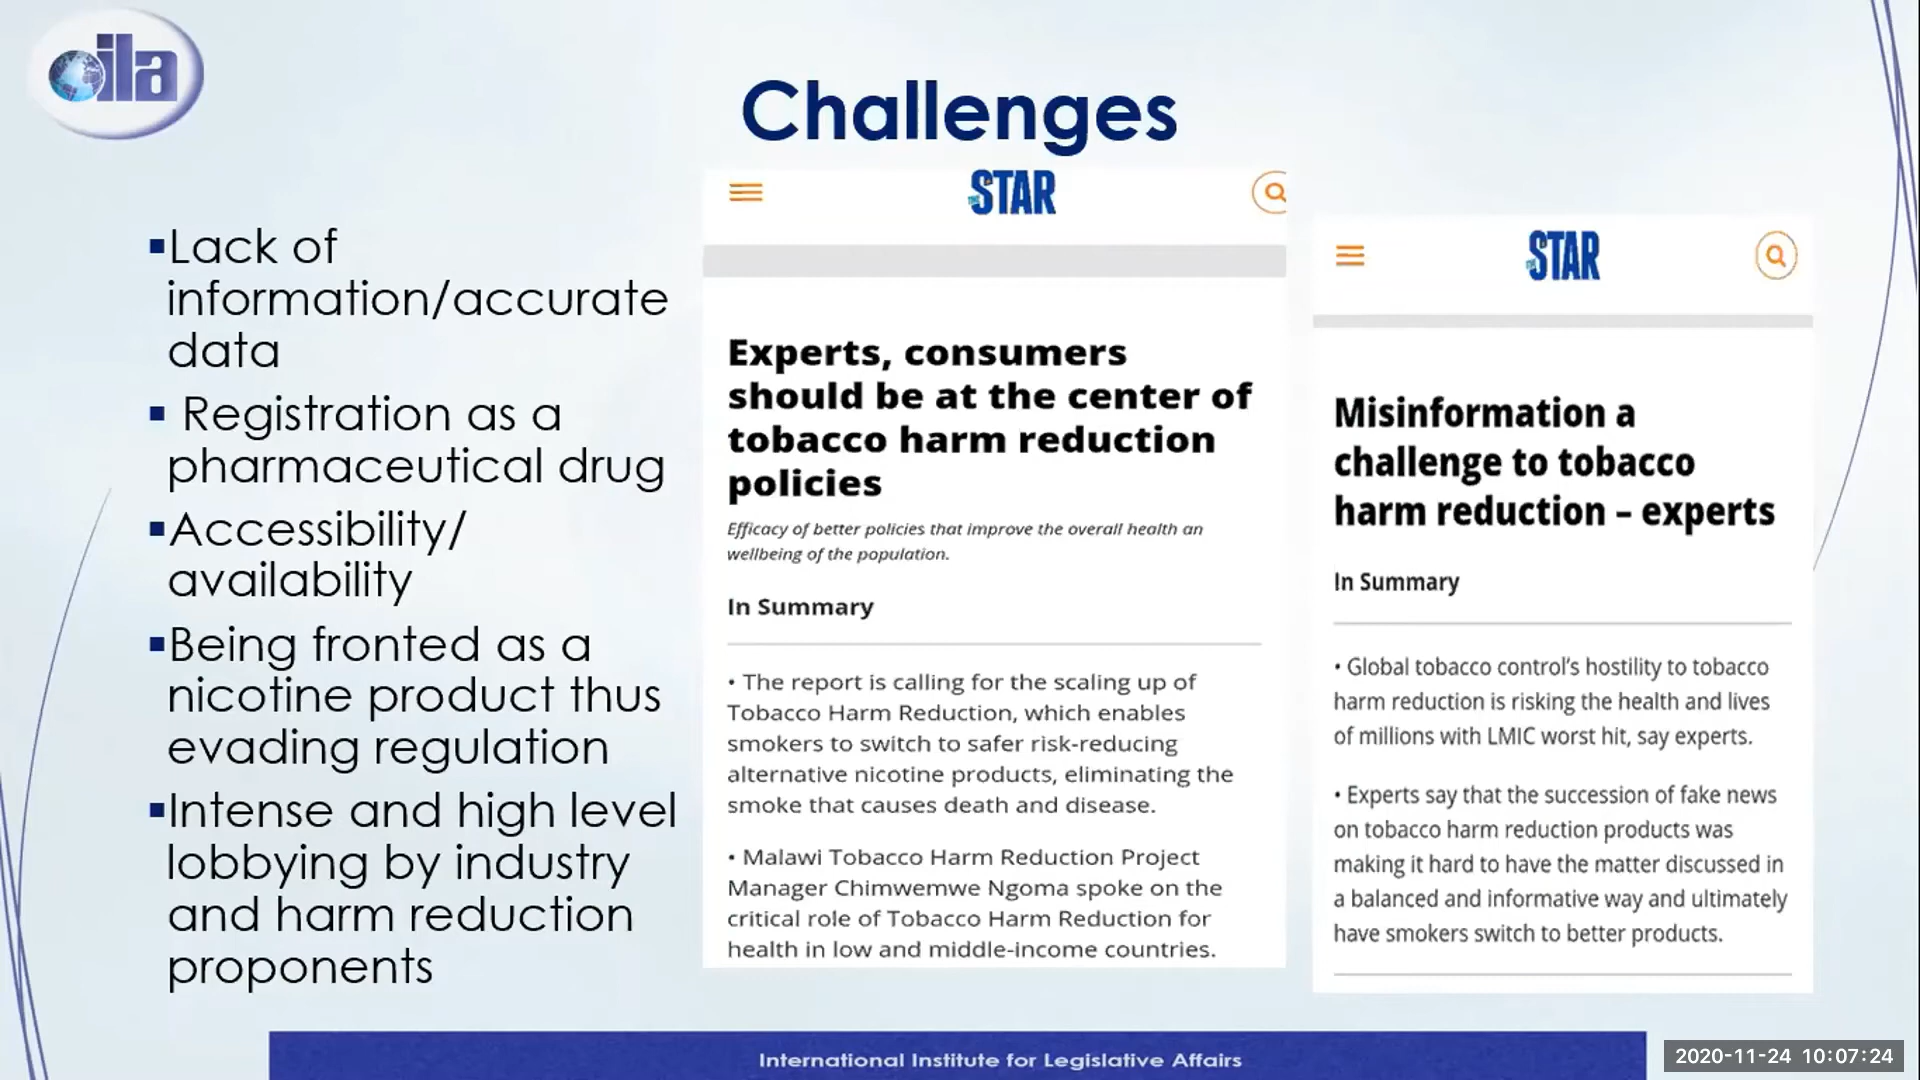 ila
Challenges
▪Lack of
information/accurate
data
▪ Registration as a
pharmaceutical drug
▪Accessibility/
availability
▪Being fronted as a
nicotine product thus
evading regulation
▪Intense and high level
lobbying by industry
and harm reduction
proponents
THE STAR
Experts, consumers
should be at the center of
tobacco harm reduction
policies
Efficacy of better policies that improve the overall health an
wellbeing of the population.
In Summary
• The report is calling for the scaling up of
Tobacco Harm Reduction, which enables
smokers to switch to safer risk-reducing
alternative nicotine products, eliminating the
smoke that causes death and disease.
• Malawi Tobacco Harm Reduction Project
Manager Chimwemwe Ngoma spoke on the
critical role of Tobacco Harm Reduction for
health in low and middle-income countries.
THE STAR
Misinformation a
challenge to tobacco
harm reduction – experts
In Summary
• Global tobacco control's hostility to tobacco
harm reduction is risking the health and lives
of millions with LMIC worst hit, say experts.
• Experts say that the succession of fake news
on tobacco harm reduction products was
making it hard to have the matter discussed in
a balanced and informative way and ultimately
have smokers switch to better products.
International Institute for Legislative Affairs
2020-11-24 10:07:24